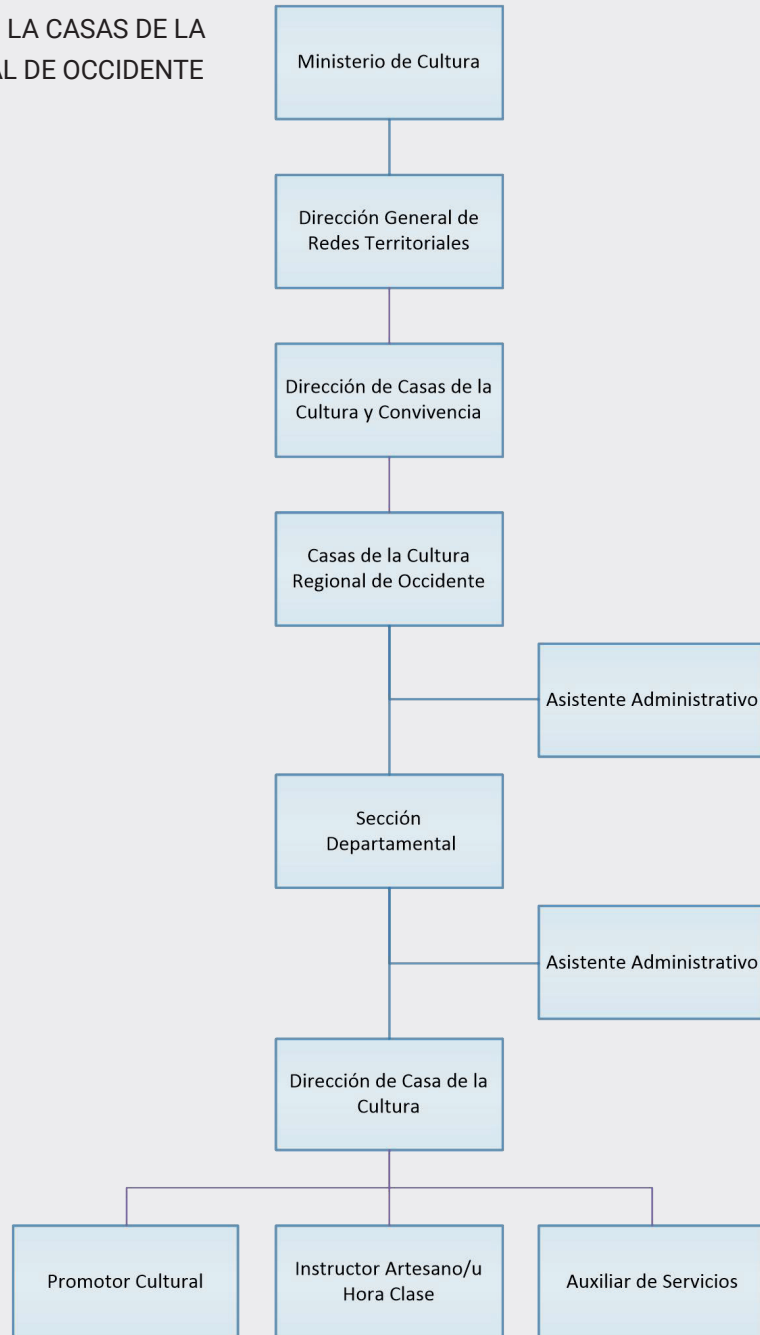 LA CASAS DE LA
AL DE OCCIDENTE
Ministerio de Cultura
Dirección General de
Redes Territoriales
Dirección de Casas de la
Cultura y Convivencia
Casas de la Cultura
Regional de Occidente
Asistente Administrativo
Sección
Departamental
Asistente Administrativo
Dirección de Casa de la
Cultura
Promotor Cultural
Instructor Artesano/u
Hora Clase
Auxiliar de Servicios